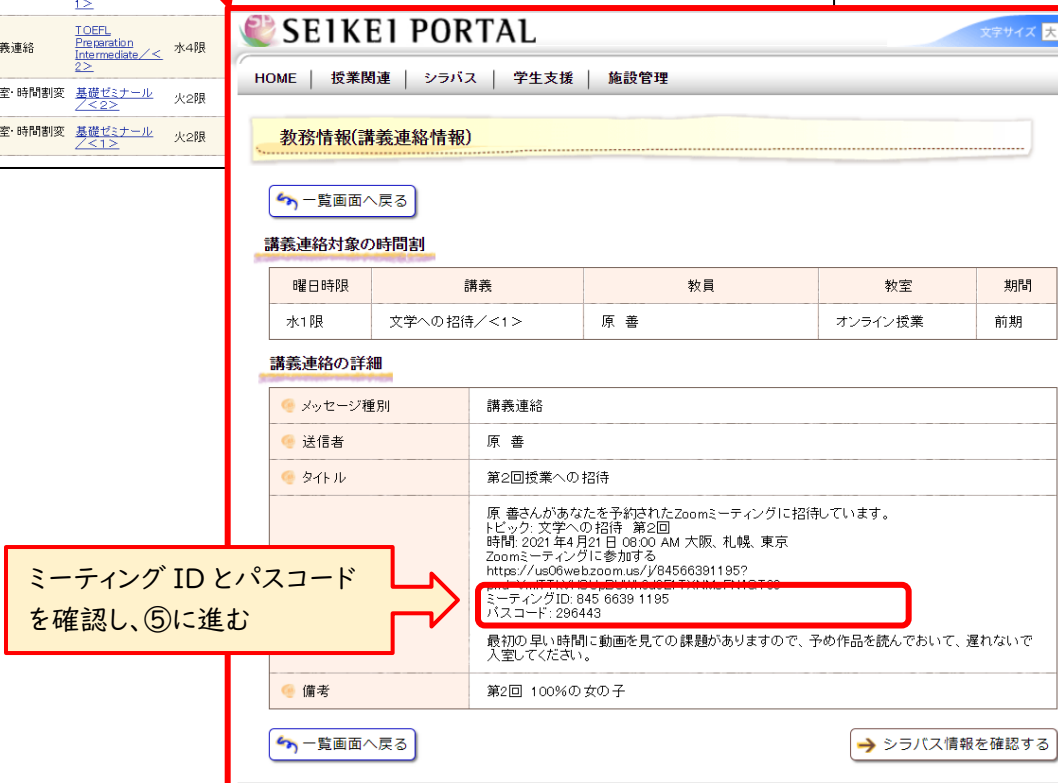 1>
義連絡
TOEFL
Preparation
Intermediate／<
2>
水4限
室・時間割変
基礎ゼミナール
／<2>
火2限
室・時間割変
基礎ゼミナール
／<1>
火2限
SEIKEI PORTAL
文字サイズ 大
HOME | 授業関連 | シラバス | 学生支援 | 施設管理
教務情報(講義連絡情報)
一覧画面へ戻る
講義連絡対象の時間割
曜日時限 講義 教員 教室 期間
水1限 文学への招待／<1> 原 善 オンライン授業 前期
講義連絡の詳細
メッセージ種別 講義連絡
送信者 原 善
タイトル 第2回授業への招待
原 善さんがあなたを予約されたZoomミーティングに招待しています。
トピック: 文学への招待 第2回
時間: 2021年4月21日 08:00 AM 大阪、札幌、東京
Zoomミーティングに参加する
https://us06web.zoom.us/j/84566391195?
ミーティングID: 845 6639 1195
パスコード: 296443
最初の早い時間に動画を見ての課題がありますので、予め作品を読んでおいて、遅れないで
入室してください。
ミーティング ID とパスコード
を確認し、⑤に進む
備考 第2回 100%の女の子
一覧画面へ戻る
シラバス情報を確認する